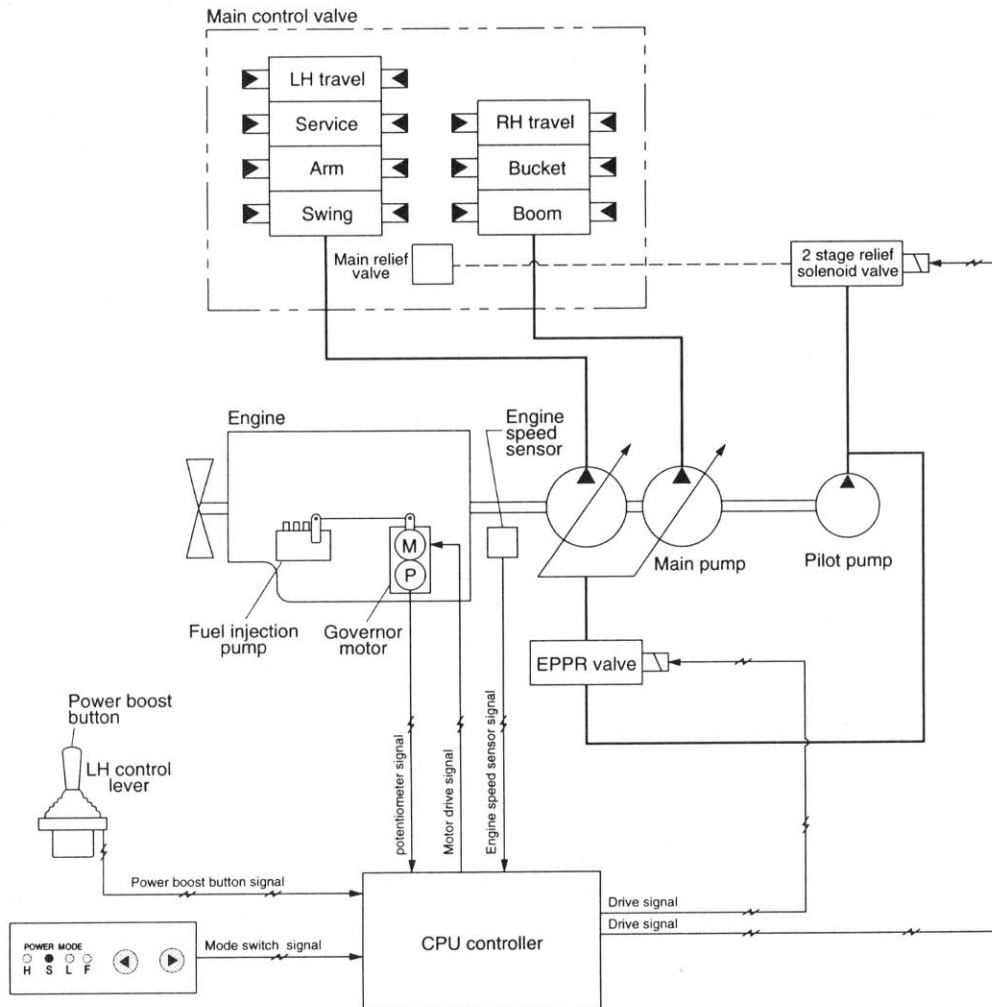 Main control valve
LH travel
Service
Arm
Swing
RH travel
Bucket
Boom
Main relief
valve
2 stage relief
solenoid valve
Engine
Engine
speed
sensor
M
P
Fuel injection
pump
Governor
motor
Main pump
Pilot pump
EPPR valve
Power boost
button
LH control
lever
potentiometer signal
Motor drive signal
Engine speed sensor signal
Power boost button signal
Mode switch signal
POWER MODE
H S L F
CPU controller
Drive signal
Drive signal